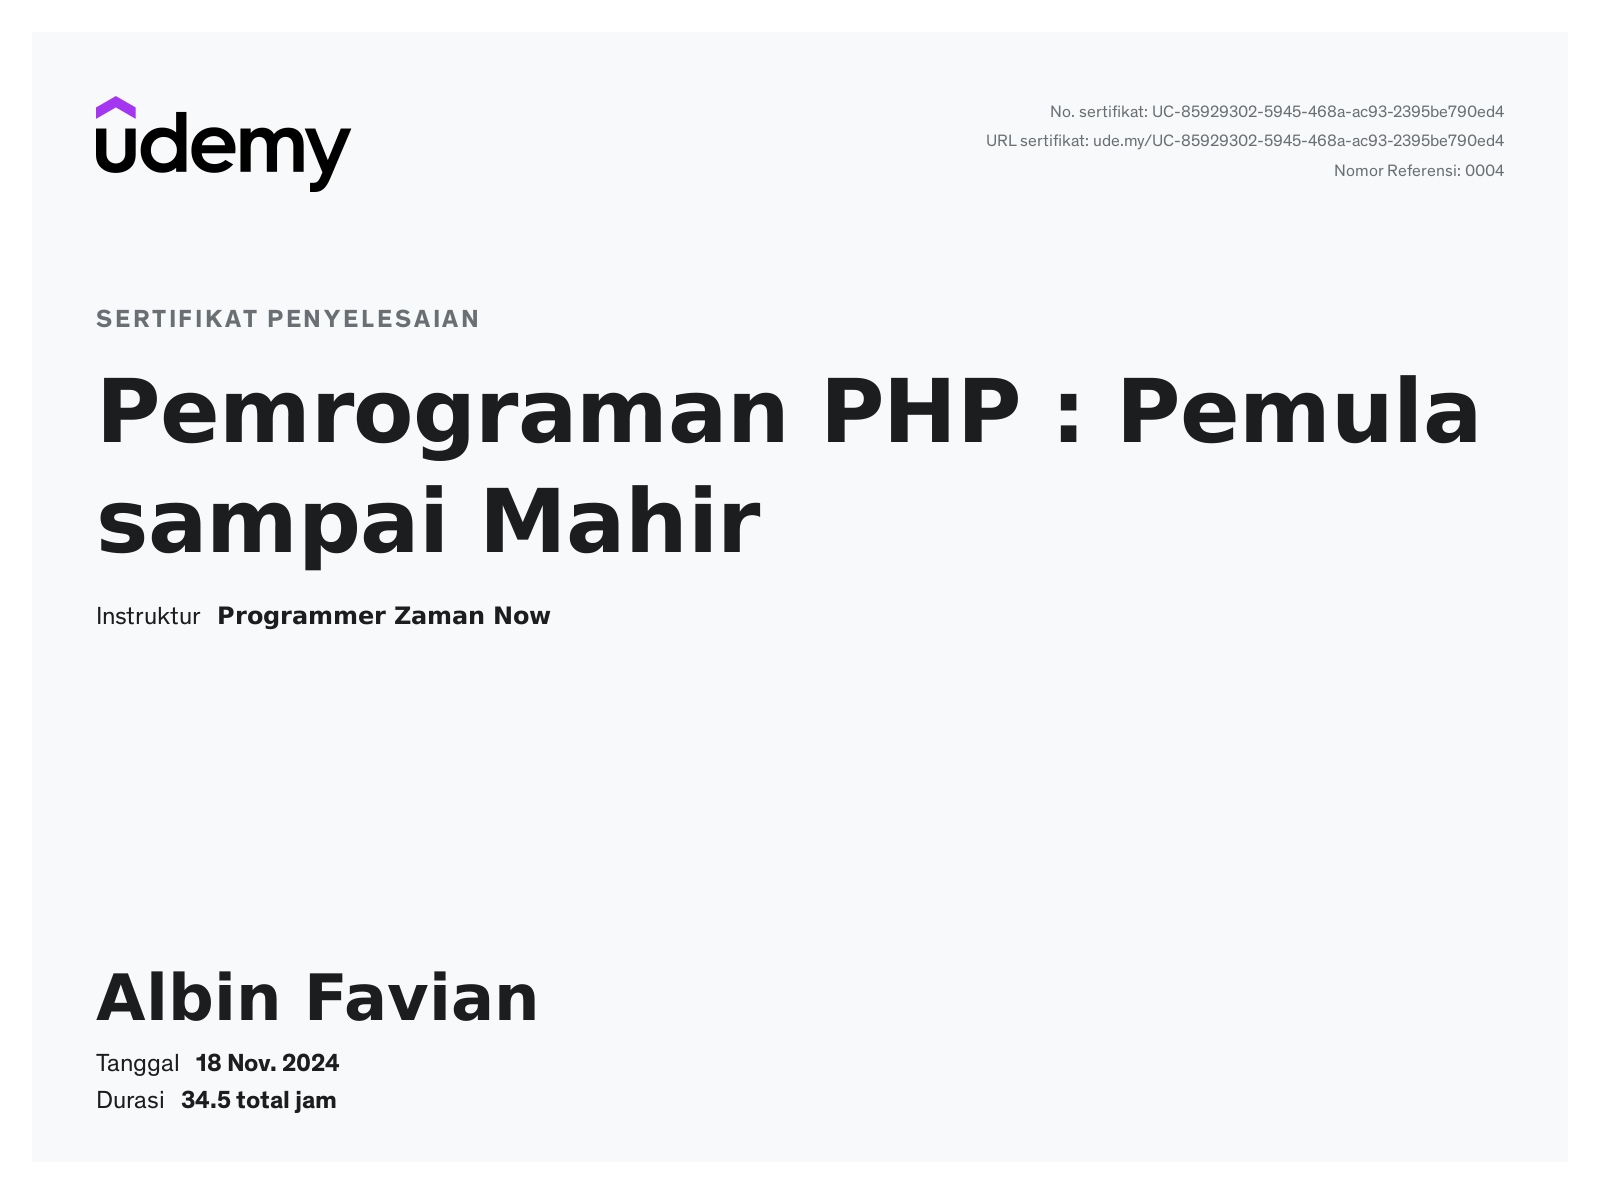 udemy
No. sertifikat: UC-85929302-5945-468a-ac93-2395be790ed4
URL sertifikat: ude.my/UC-85929302-5945-468a-ac93-2395be790ed4
Nomor Referensi: 0004
SERTIFIKAT PENYELESAIAN
Pemrograman PHP : Pemula
sampai Mahir
Instruktur Programmer Zaman Now
Albin Favian
Tanggal 18 Nov. 2024
Durasi 34.5 total jam